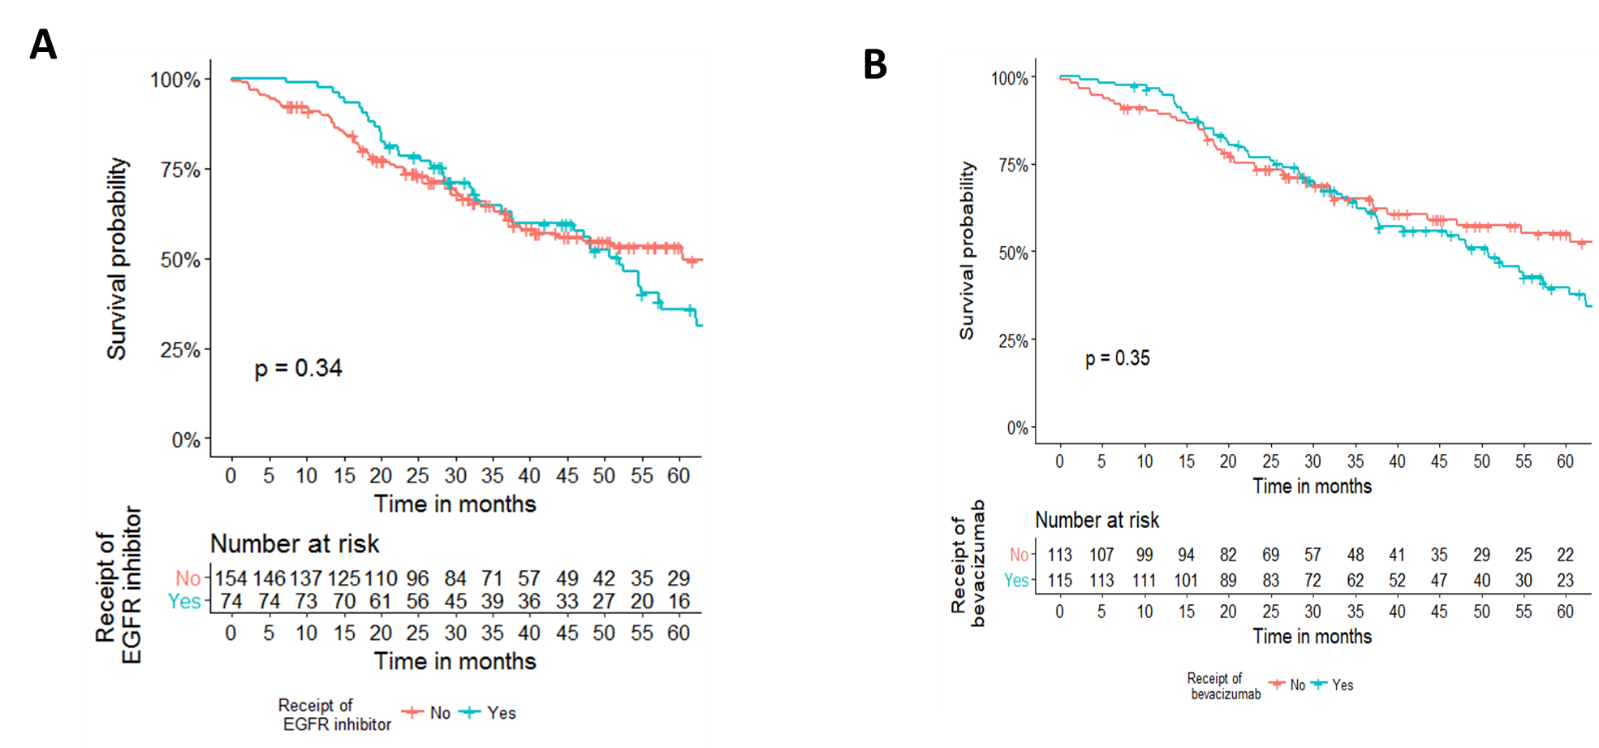 A
100%
75%
50%
25%
0%
Survival probability
p = 0.34
0 5 10 15 20 25 30 35 40 45 50 55 60
Time in months
Receipt of
EGFR inhibitor
Number at risk
No 154 146 137 125 110 96 84 71 57 49 42 35 29
Yes 74 74 73 70 61 56 45 39 36 33 27 20 16
0 5 10 15 20 25 30 35 40 45 50 55 60
Time in months
Receipt of
EGFR inhibitor No Yes
B
100%
75%
50%
25%
0%
Survival probability
p = 0.35
0 5 10 15 20 25 30 35 40 45 50 55 60
Time in months
Receipt of
bevacizumab
Number at risk
No 113 107 99 94 82 69 57 48 41 35 29 25 22
Yes 115 113 111 101 89 83 72 62 52 47 40 30 23
0 5 10 15 20 25 30 35 40 45 50 55 60
Time in months
Receipt of
bevacizumab No Yes